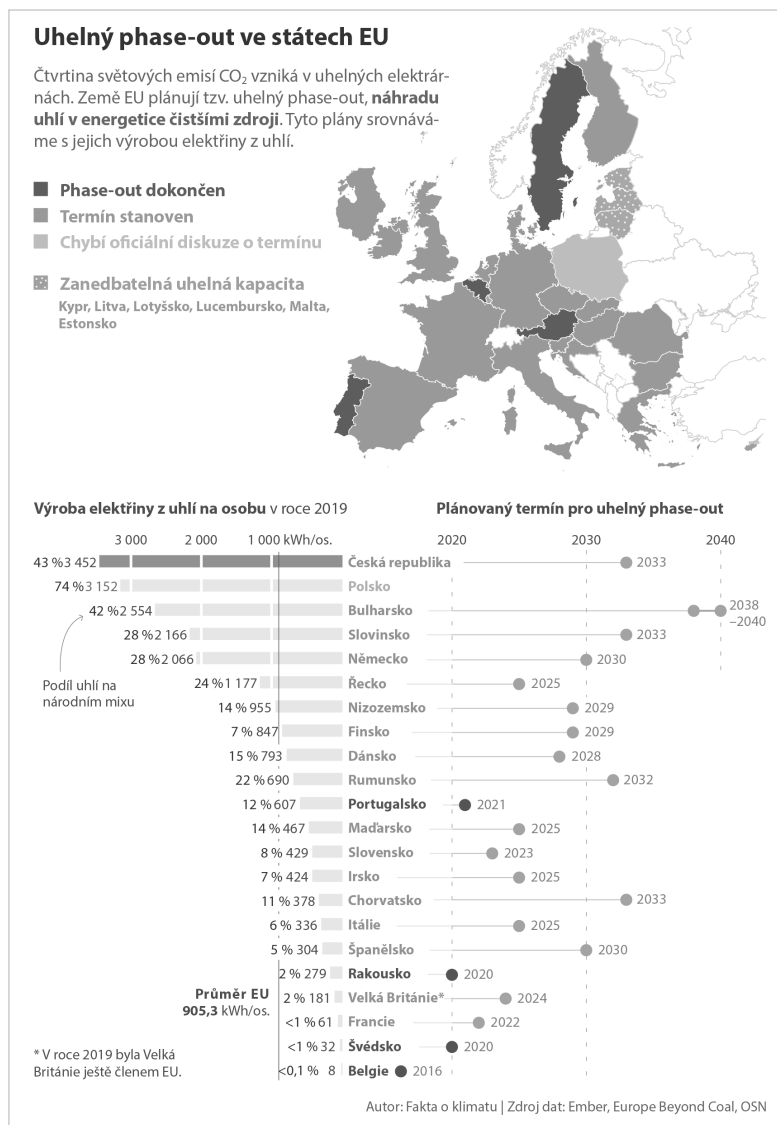 Uhelný phase-out ve státech EU
Čtvrtina světových emisí CO₂ vzniká v uhelných elektrár-
nách. Země EU plánují tzv. uhelný phase-out, náhradu
uhlí v energetice čistšími zdroji. Tyto plány srovnává-
me s jejich výrobou elektřiny z uhlí.
Phase-out dokončen
Termín stanoven
Chybí oficiální diskuze o termínu
Zanedbatelná uhelná kapacita
Kypr, Litva, Lotyšsko, Lucembursko, Malta,
Estonsko
Výroba elektřiny z uhlí na osobu v roce 2019
Plánovaný termín pro uhelný phase-out
3 000 2 000 1 000 kWh/os. 2020 2030 2040
43 % 3 452 Česká republika 2033
74 % 3 152 Polsko
42 % 2 554 Bulharsko 2038
–2040
28 % 2 166 Slovinsko 2033
28 % 2 066 Německo 2030
Podíl uhlí na
národním mixu
24 % 1 177 Řecko 2025
14 % 955 Nizozemsko 2029
7 % 847 Finsko 2029
15 % 793 Dánsko 2028
22 % 690 Rumunsko 2032
12 % 607 Portugalsko 2021
14 % 467 Maďarsko 2025
8 % 429 Slovensko 2023
7 % 424 Irsko 2025
11 % 378 Chorvatsko 2033
6 % 336 Itálie 2025
5 % 304 Španělsko 2030
2 % 279 Rakousko 2020
2 % 181 Velká Británie* 2024
<1 % 61 Francie 2022
<1 % 32 Švédsko 2020
<0,1 % 8 Belgie 2016
Průměr EU
905,3 kWh/os.
* V roce 2019 byla Velká
Británie ještě členem EU.
Autor: Fakta o klimatu | Zdroj dat: Ember, Europe Beyond Coal, OSN